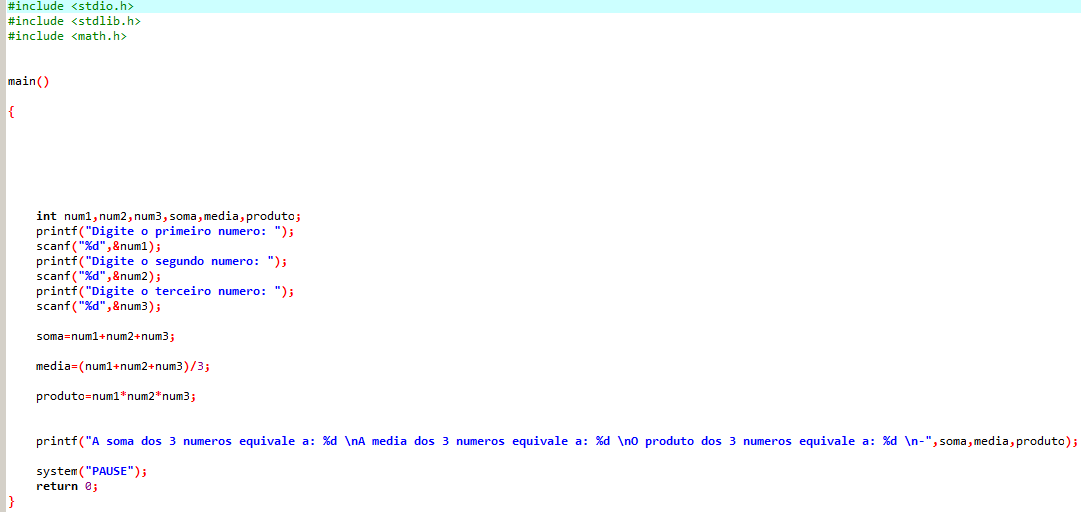 #include <stdio.h>
#include <stdlib.h>
#include <math.h>
main()
{
int num1,num2,num3,soma,media,produto;
printf("Digite o primeiro numero: ");
scanf("%d",&num1);
printf("Digite o segundo numero: ");
scanf("%d",&num2);
printf("Digite o terceiro numero: ");
scanf("%d",&num3);
soma=num1+num2+num3;
media=(num1+num2+num3)/3;
produto=num1*num2*num3;
printf("A soma dos 3 numeros equivale a: %d \nA media dos 3 numeros equivale a: %d \nO produto dos 3 numeros equivale a: %d \n-",soma,media,produto);
system("PAUSE");
return 0;
}